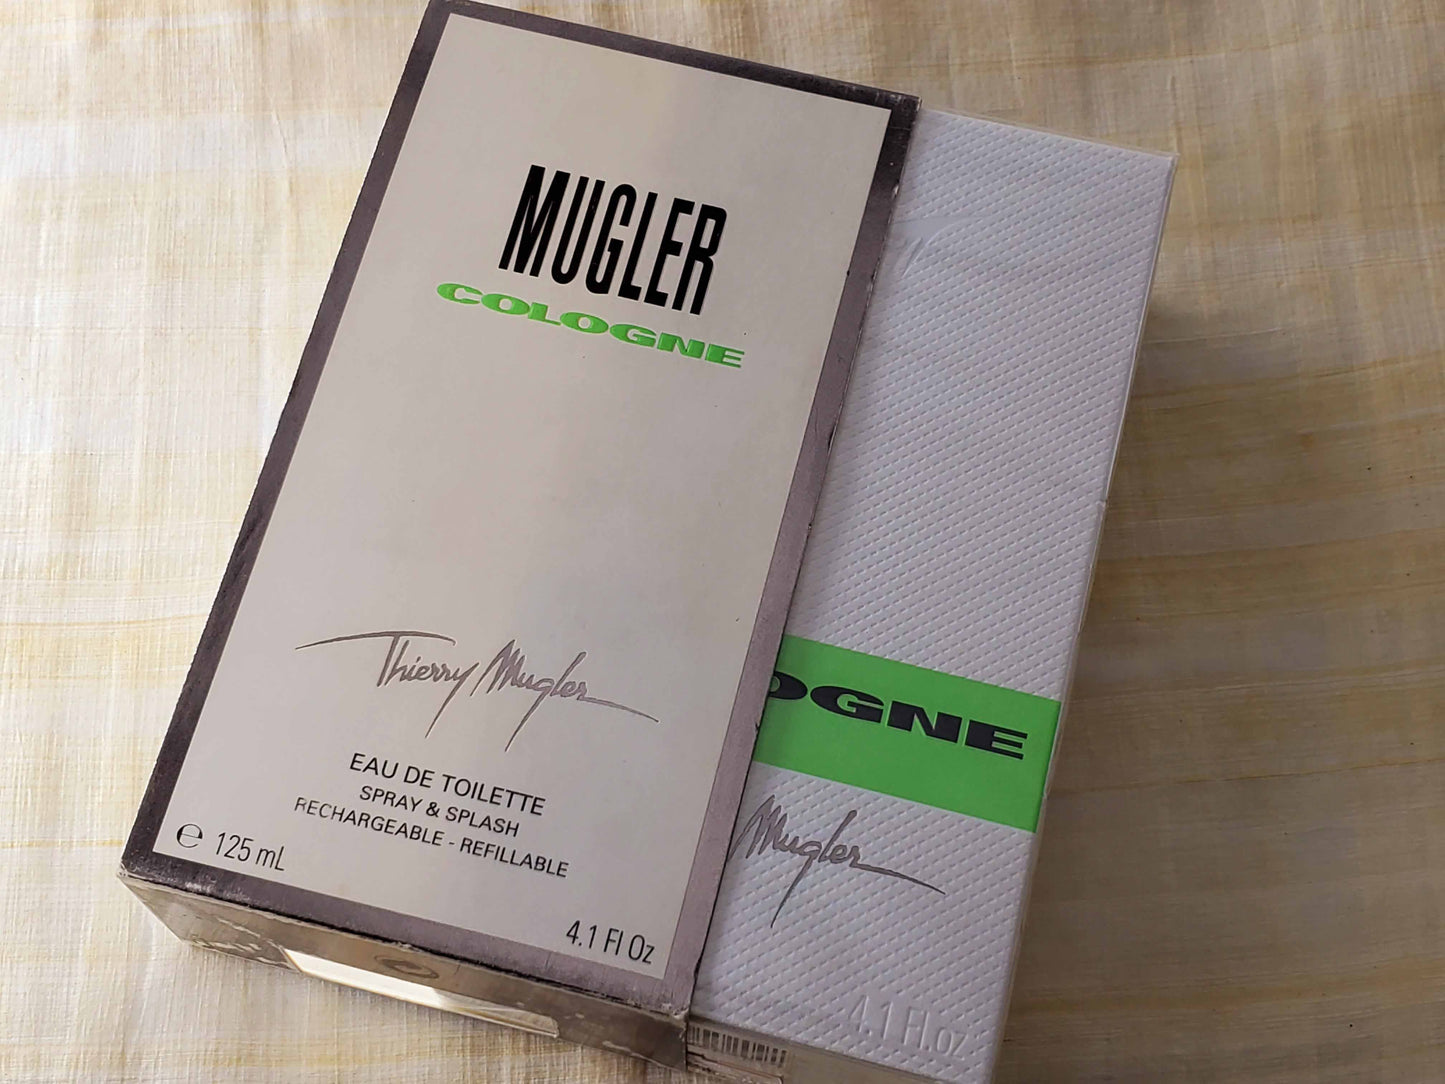 MUGLER
COLOGNE
Thierry Mugler
EAU DE TOILETTE
SPRAY & SPLASH
RECHARGEABLE - REFILLABLE
℮ 125 mL
4.1 Fl Oz
OGNE
Mugler
4.1 Fl oz